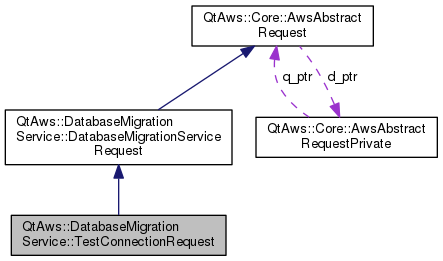 QtAws::Core::AwsAbstract
Request
q_ptr
d_ptr
QtAws::DatabaseMigration
Service::DatabaseMigrationService
Request
QtAws::Core::AwsAbstract
RequestPrivate
QtAws::DatabaseMigration
Service::TestConnectionRequest